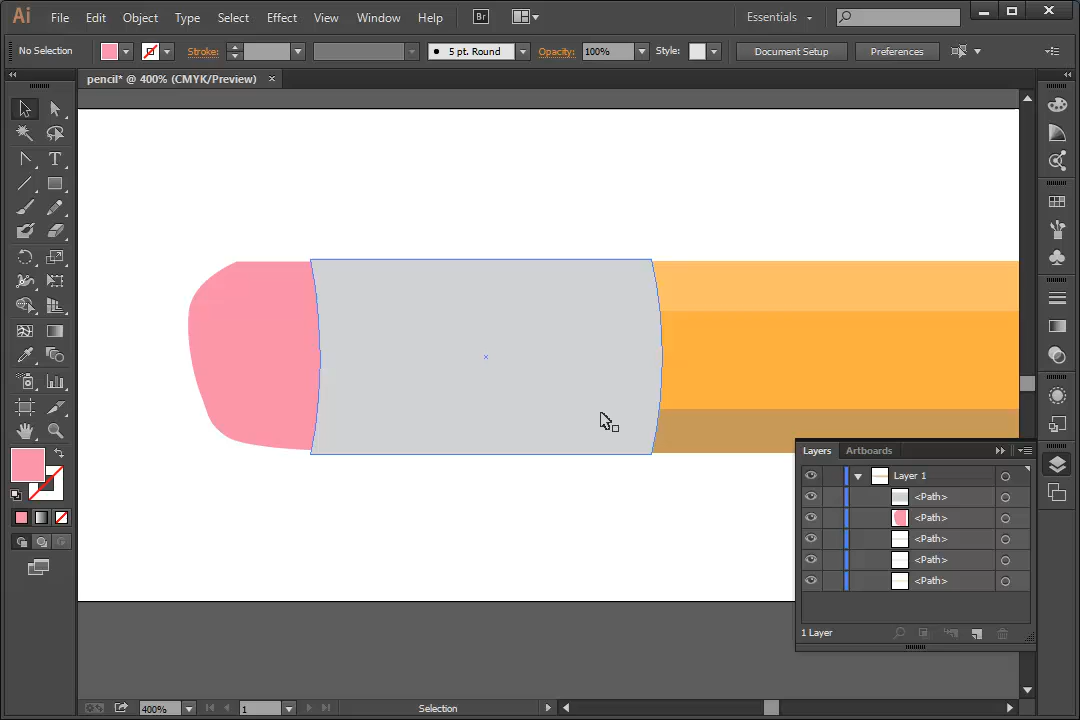 Ai File Edit Object Type Select Effect View Window Help Br Essentials
No Selection Stroke: 5 pt. Round Opacity: 100% Style: Document Setup Preferences
pencil* @ 400% (CMYK/Preview) ×
T
Layers Artboards
Layer 1
<Path>
<Path>
<Path>
<Path>
<Path>
1 Layer
400% 1 Selection